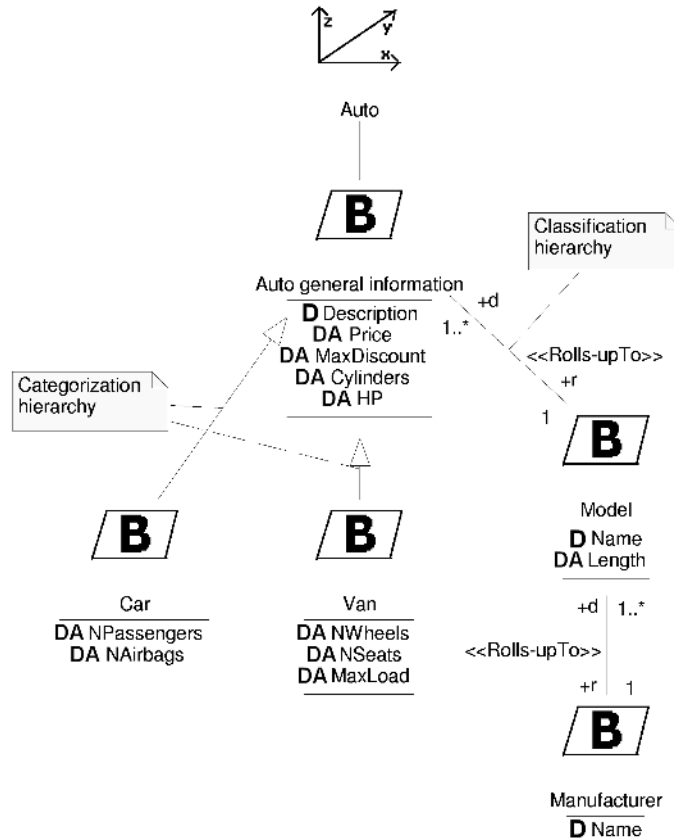 z
y
x
Auto
B
Classification
hierarchy
Auto general information
D Description
DA Price
DA MaxDiscount
DA Cylinders
DA HP
+d
1..*
<<Rolls-upTo>>
+r
1
Categorization
hierarchy
B
Model
D Name
DA Length
B
Car
DA NPassengers
DA NAirbags
B
Van
DA NWheels
DA NSeats
DA MaxLoad
+d 1..*
<<Rolls-upTo>>
+r 1
B
Manufacturer
D Name